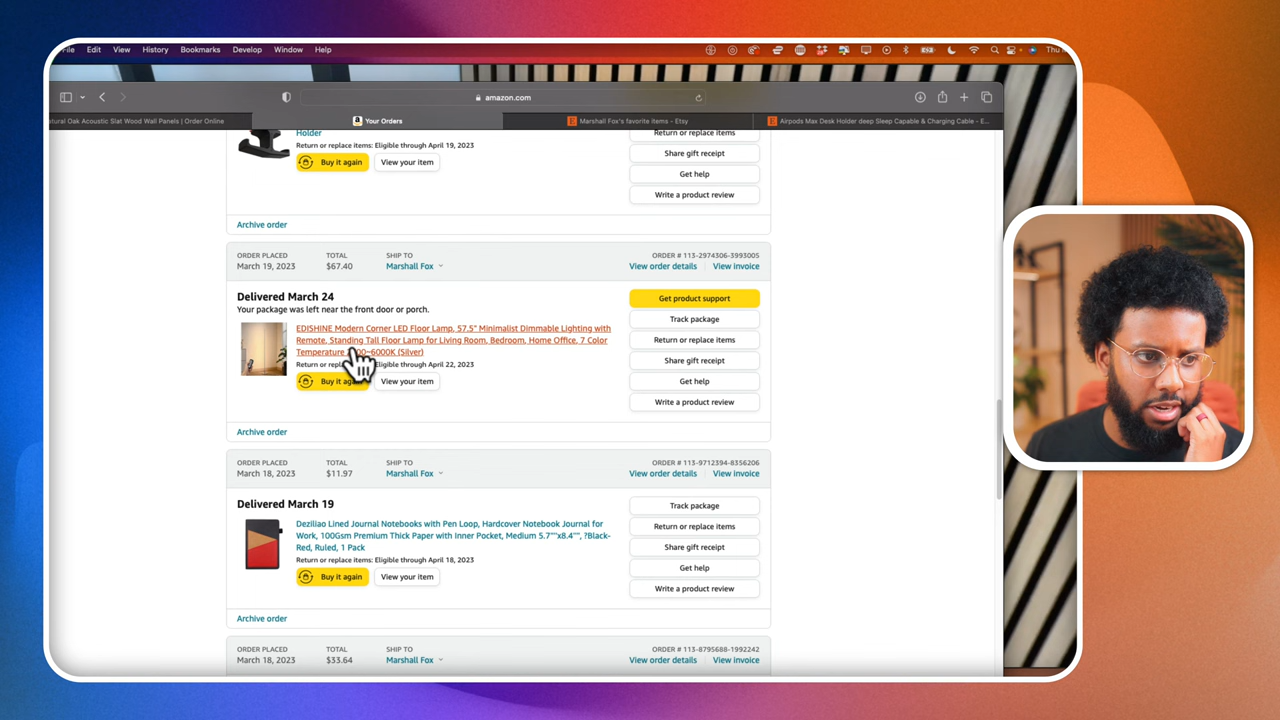 File Edit View History Bookmarks Develop Window Help
Thu
amazon.com
atural Oak Acoustic Slat Wood Wall Panels | Order Online
Your Orders
Marshall Fox's favorite items - Etsy
Airpods Max Desk Holder deep Sleep Capable & Charging Cable - E...
Holder
Return or replace items: Eligible through April 19, 2023
Buy it again
View your item
Return or replace items
Share gift receipt
Get help
Write a product review
Archive order
ORDER PLACED TOTAL SHIP TO ORDER # 113-2974306-3993005
March 19, 2023 $67.40 Marshall Fox View order details View invoice
Delivered March 24
Your package was left near the front door or porch.
EDISHINE Modern Corner LED Floor Lamp, 57.5" Minimalist Dimmable Lighting with
Remote, Standing Tall Floor Lamp for Living Room, Bedroom, Home Office, 7 Color
Temperature 00~6000K (Silver)
Return or Eligible through April 22, 2023
Buy it again
View your item
Get product support
Track package
Return or replace items
Share gift receipt
Get help
Write a product review
Archive order
ORDER PLACED TOTAL SHIP TO ORDER # 113-9712394-8356206
March 18, 2023 $11.97 Marshall Fox View order details View invoice
Delivered March 19
Deziliao Lined Journal Notebooks with Pen Loop, Hardcover Notebook Journal for
Work, 100Gsm Premium Thick Paper with Inner Pocket, Medium 5.7""x8.4"", ?Black-
Red, Ruled, 1 Pack
Return or replace items: Eligible through April 18, 2023
Buy it again
View your item
Track package
Return or replace items
Share gift receipt
Get help
Write a product review
Archive order
ORDER PLACED TOTAL SHIP TO ORDER # 113-8795688-1992242
March 18, 2023 $33.64 Marshall Fox View order details View invoice